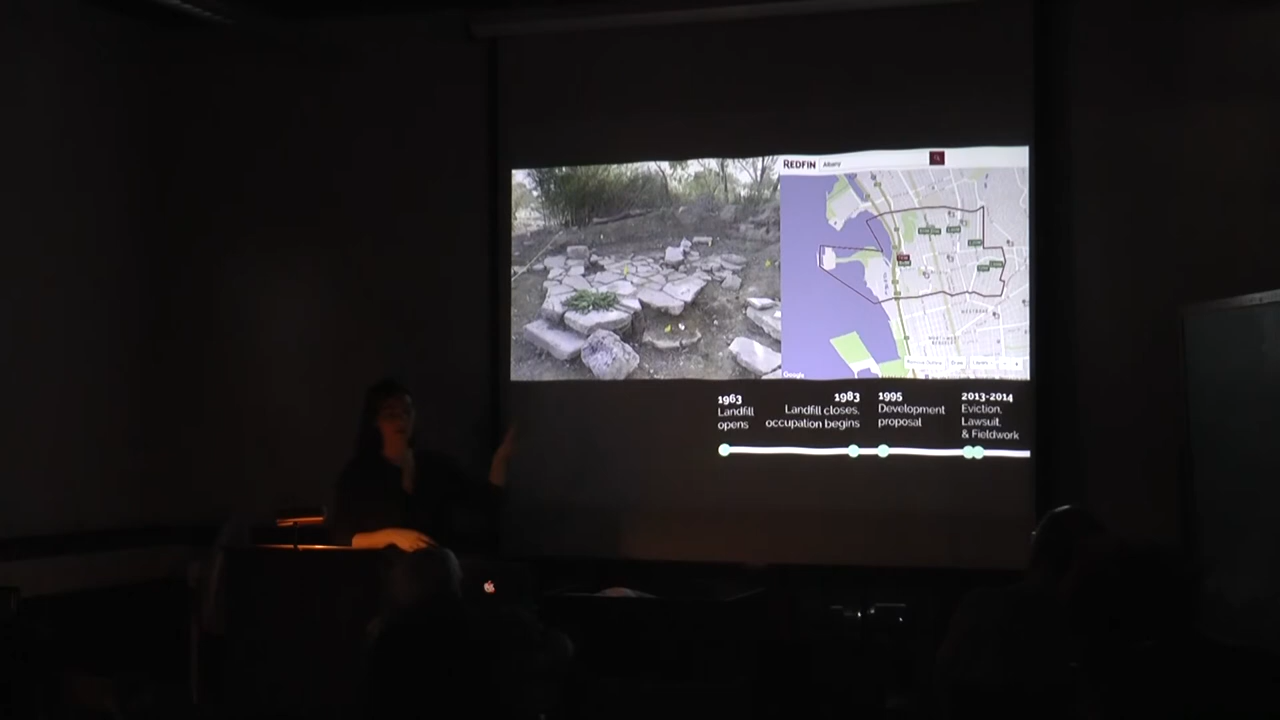 REDFIN
Albany
Google
1963
Landfill
opens
1983
Landfill closes,
occupation begins
1995
Development
proposal
2013-2014
Eviction,
Lawsuit,
& Fieldwork